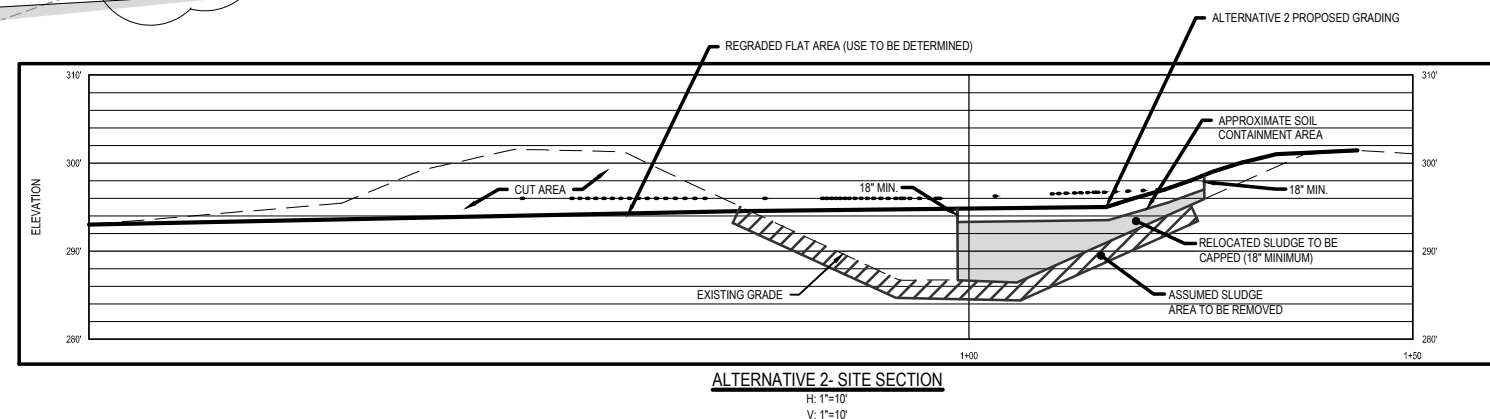 ALTERNATIVE 2 PROPOSED GRADING
REGRADED FLAT AREA (USE TO BE DETERMINED)
310'
310'
APPROXIMATE SOIL
CONTAINMENT AREA
300'
300'
CUT AREA
18" MIN.
18" MIN.
ELEVATION
RELOCATED SLUDGE TO BE
CAPPED (18" MINIMUM)
290'
290'
EXISTING GRADE
ASSUMED SLUDGE
AREA TO BE REMOVED
280'
280'
1+00
1+50
ALTERNATIVE 2- SITE SECTION
H: 1"=10'
V: 1"=10'